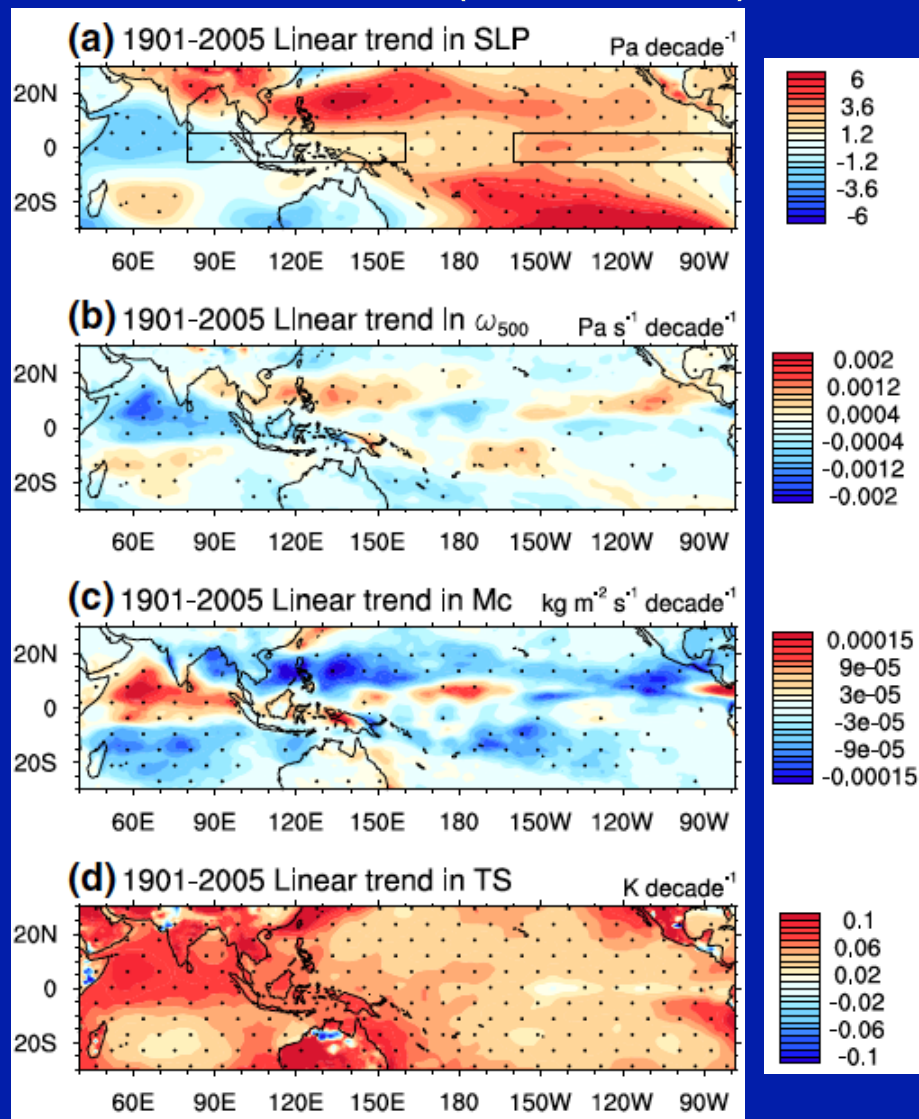 (a) 1901-2005 Linear trend in SLP Pa decade⁻¹
20N
0
20S
60E 90E 120E 150E 180 150W 120W 90W
6
3.6
1.2
-1.2
-3.6
-6
(b) 1901-2005 Linear trend in ω₅₀₀ Pa s⁻¹ decade⁻¹
20N
0
20S
60E 90E 120E 150E 180 150W 120W 90W
0.002
0.0012
0.0004
-0.0004
-0.0012
-0.002
(c) 1901-2005 Linear trend in Mc kg m⁻² s⁻¹ decade⁻¹
20N
0
20S
60E 90E 120E 150E 180 150W 120W 90W
0.00015
9e-05
3e-05
-3e-05
-9e-05
-0.00015
(d) 1901-2005 Linear trend in TS K decade⁻¹
20N
0
20S
60E 90E 120E 150E 180 150W 120W 90W
0.1
0.06
0.02
-0.02
-0.06
-0.1